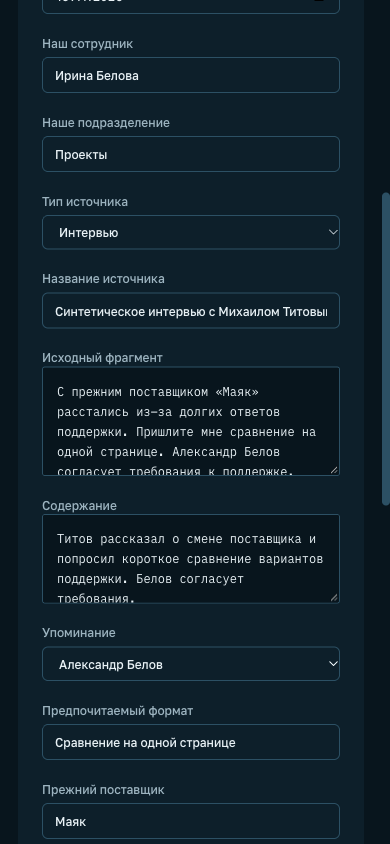 Наш сотрудник
Ирина Белова
Наше подразделение
Проекты
Тип источника
Интервью
Название источника
Синтетическое интервью с Михаилом Титовы
Исходный фрагмент
С прежним поставщиком «Маяк»
расстались из-за долгих ответов
поддержки. Пришлите мне сравнение на
одной странице. Александр Белов
согласует требования к поддержке.
Содержание
Титов рассказал о смене поставщика и
попросил короткое сравнение вариантов
поддержки. Белов согласует
требования.
Упоминание
Александр Белов
Предпочитаемый формат
Сравнение на одной странице
Прежний поставщик
Маяк